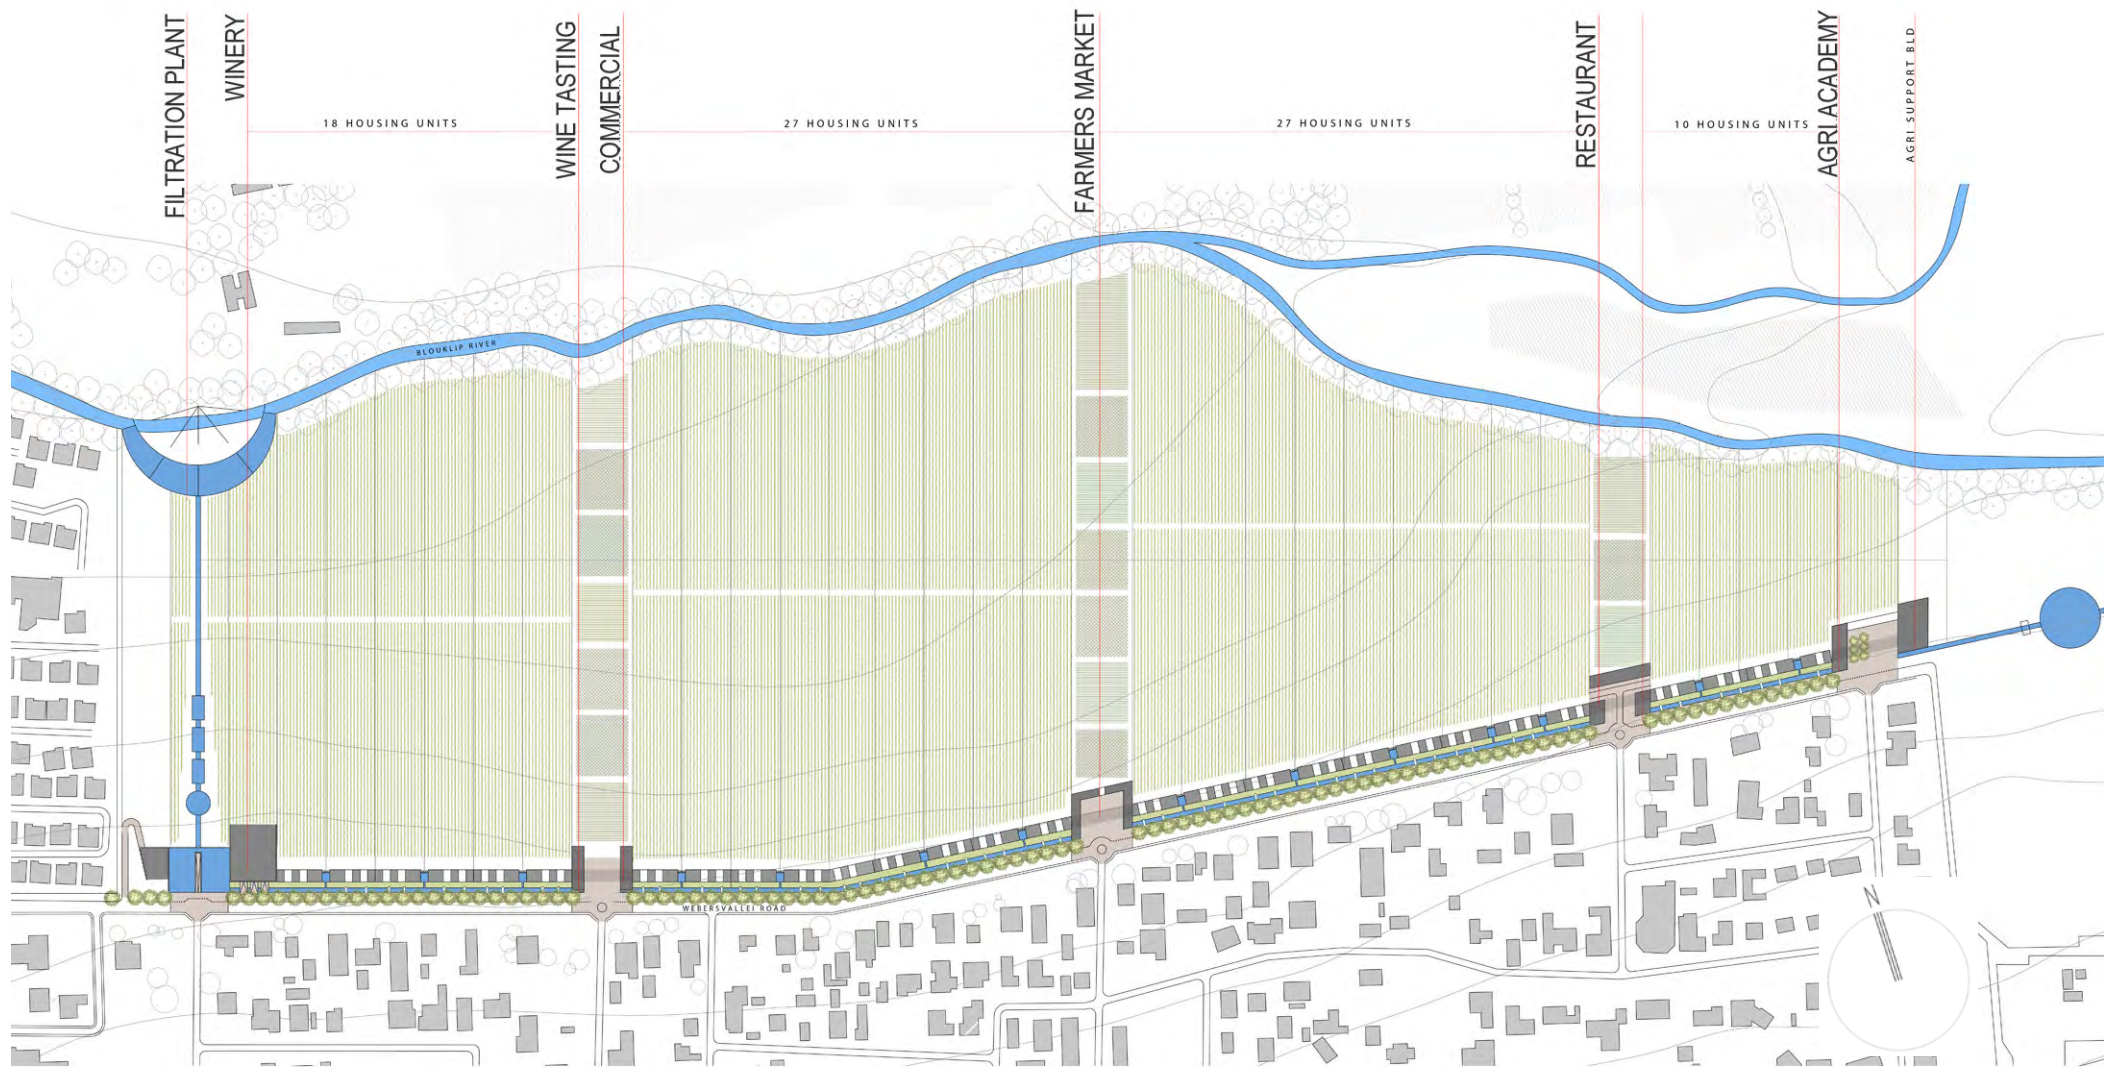 FILTRATION PLANT
WINERY
WINE TASTING
COMMERCIAL
FARMERS MARKET
RESTAURANT
AGRI ACADEMY
AGRI SUPPORT BLD
18 HOUSING UNITS
27 HOUSING UNITS
27 HOUSING UNITS
10 HOUSING UNITS
BLOUKLIP RIVER
WEBERSVALLEI ROAD
N